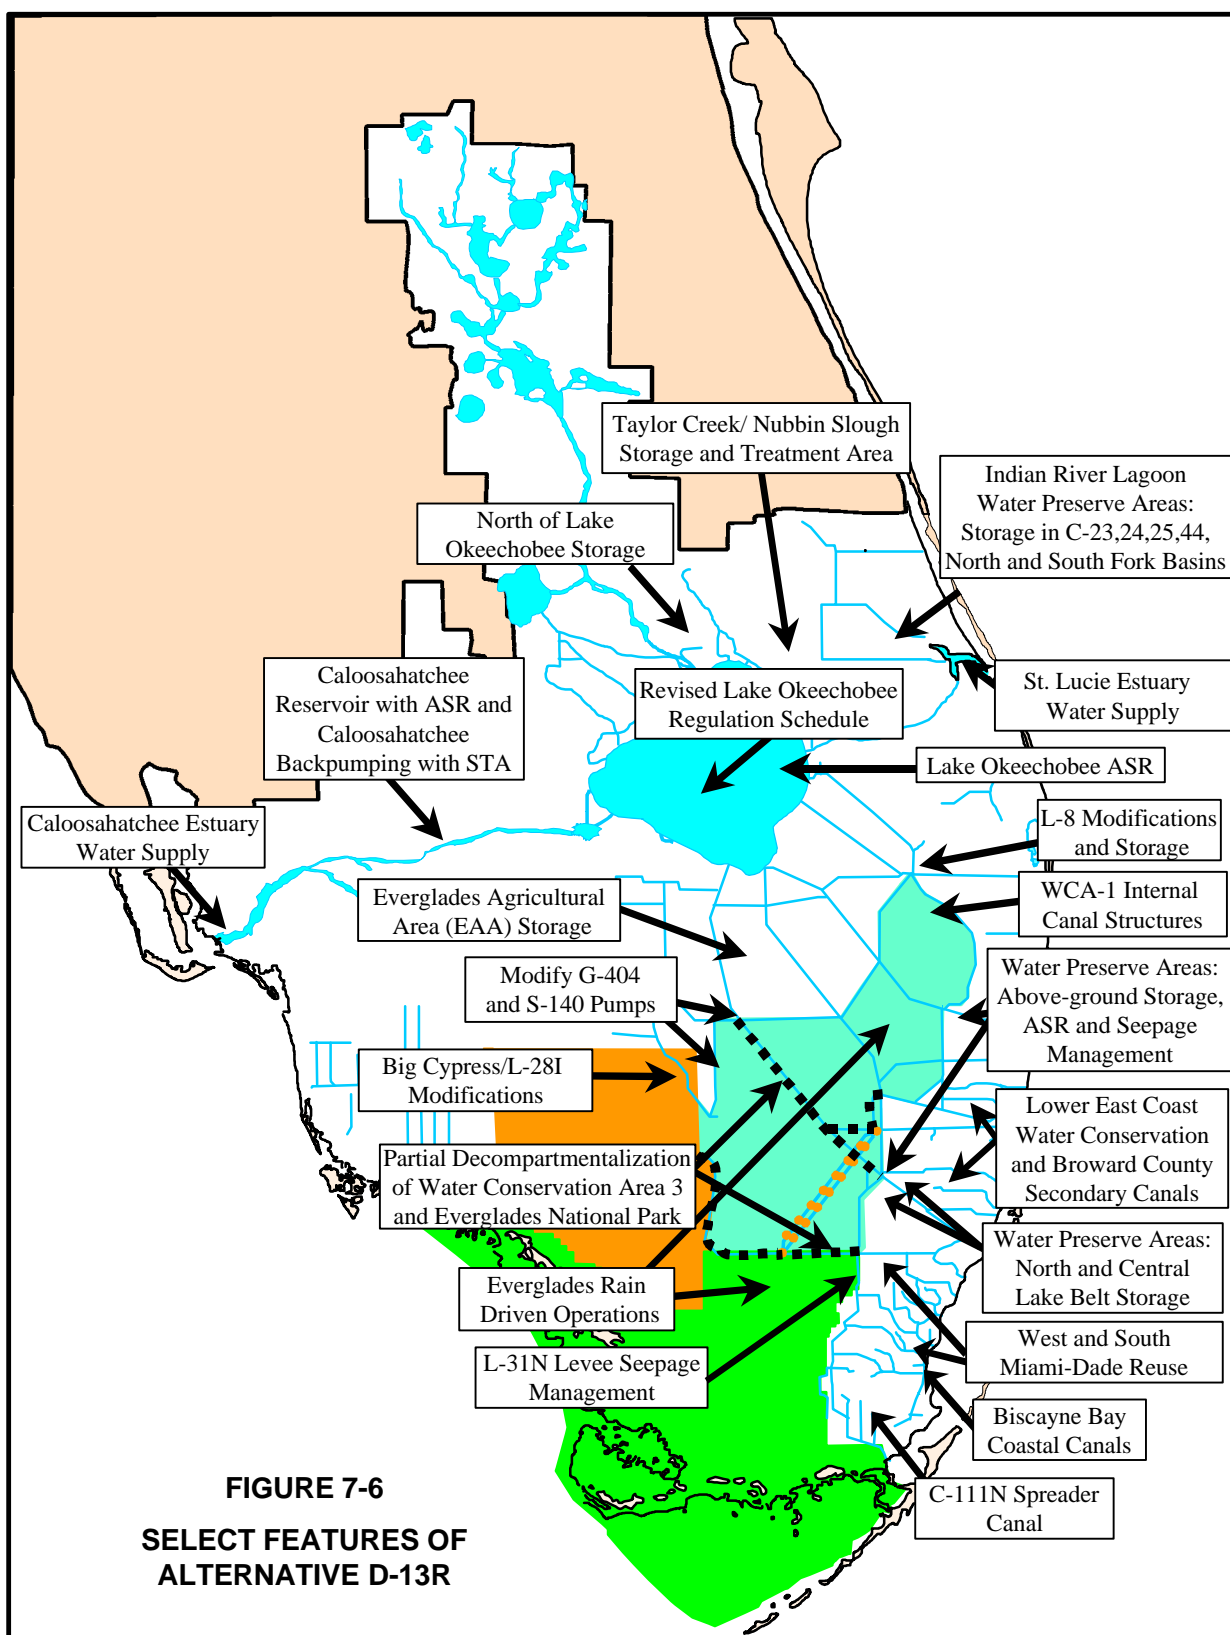 Taylor Creek/ Nubbin Slough
Storage and Treatment Area
Indian River Lagoon
Water Preserve Areas:
Storage in C-23,24,25,44,
North and South Fork Basins
North of Lake
Okeechobee Storage
Caloosahatchee
Reservoir with ASR and
Caloosahatchee
Backpumping with STA
Revised Lake Okeechobee
Regulation Schedule
St. Lucie Estuary
Water Supply
Lake Okeechobee ASR
Caloosahatchee Estuary
Water Supply
L-8 Modifications
and Storage
Everglades Agricultural
Area (EAA) Storage
WCA-1 Internal
Canal Structures
Modify G-404
and S-140 Pumps
Water Preserve Areas:
Above-ground Storage,
ASR and Seepage
Management
Big Cypress/L-28I
Modifications
Lower East Coast
Water Conservation
and Broward County
Secondary Canals
Partial Decompartmentalization
of Water Conservation Area 3
and Everglades National Park
Water Preserve Areas:
North and Central
Lake Belt Storage
Everglades Rain
Driven Operations
West and South
Miami-Dade Reuse
L-31N Levee Seepage
Management
Biscayne Bay
Coastal Canals
C-111N Spreader
Canal
FIGURE 7-6
SELECT FEATURES OF
ALTERNATIVE D-13R